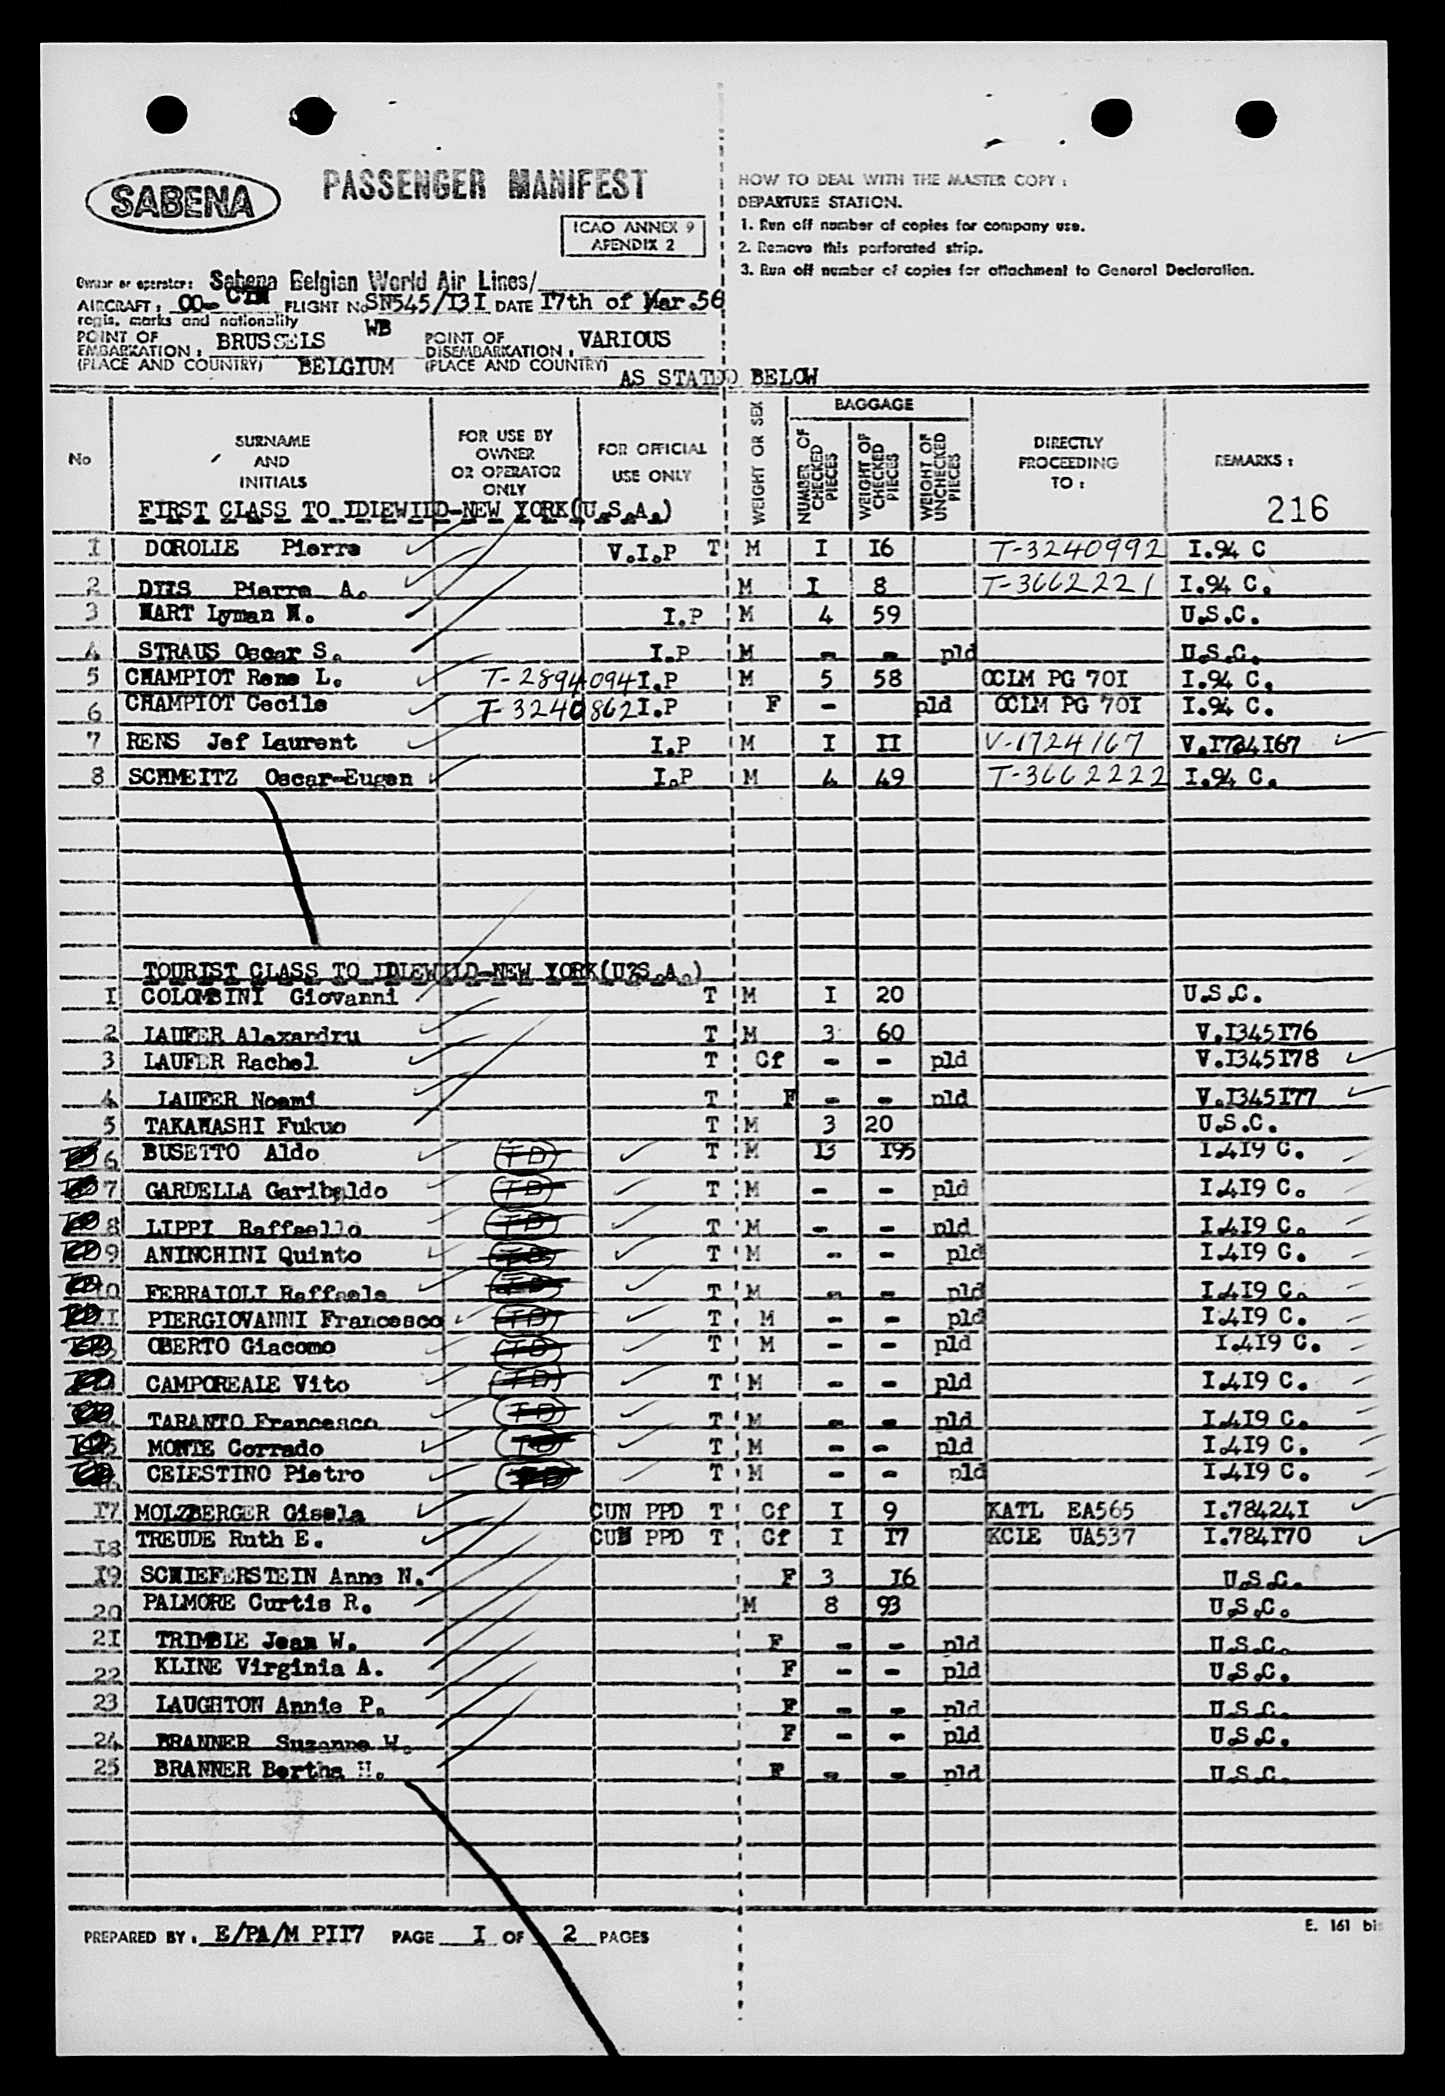 SABENA
PASSENGER MANIFEST
ICAO ANNEX 9
APENDIX 2
HOW TO DEAL WITH THE MASTER COPY :
DEPARTURE STATION.
1. Run off number of copies for company use.
2. Remove this perforated strip.
3. Run off number of copies for attachment to General Declaration.
Owner or operator : Sabena Belgian World Air Lines/
AIRCRAFT : OO- FLIGHT No SN545/I3I DATE I7th of Mar.56
regis. marks and nationality WB
POINT OF EMBARKATION : BRUSSELS POINT OF DISEMBARKATION : VARIOUS
(PLACE AND COUNTRY) BELGIUM (PLACE AND COUNTRY) AS STATED BELOW
No
SURNAME AND INITIALS
FOR USE BY OWNER OR OPERATOR ONLY
FOR OFFICIAL USE ONLY
WEIGHT OR SEX
BAGGAGE
NUMBER OF CHECKED PIECES
WEIGHT OF CHECKED PIECES
WEIGHT OF UNCHECKED PIECES
DIRECTLY PROCEEDING TO :
REMARKS :
216
FIRST CLASS TO IDIEWILD-NEW YORK(U.S.A.)
I DOROLLE Pierre V.I.P T M I I6 T-3240992 I.94 C
2 Pierre A. M I 8 T-3662221 I.94 C.
3 HART Lyman M. I.P M 4 59 U.S.C.
4 STRAUS Oscar S. I.P M - - pld U.S.C.
5 CHAMPIOT Rene L. T-2894094 I.P M 5 58 OCLM PG 70I I.94 C.
6 CHAMPIOT Cecile T-3240862 I.P F - pld OCLM PG 70I I.94 C.
7 RENS Jef Laurent I.P M I II V-1724167 V.I724I67
8 SCHMEITZ Oscar-Eugen I.P M 4 49 T-3662222 I.94 C.
TOURIST CLASS TO IDLEWILD-NEW YORK(U?S.A.)
I COLOMBINI Giovanni T M I 20 U.S.C.
2 LAUFER Alexandru T M 3 60 V.I345I76
3 LAUFER Rachel T Cf - - pld V.I345I78
4 LAUFER Noemi T F - - pld V.I345I77
5 TAKAHASHI Fukuo T M 3 20 U.S.C.
6 BUSETTO Aldo TD T M I3 I95 I.4I9 C.
7 GARDELLA Garibaldo TD T M - - pld I.4I9 C.
8 LIPPI Raffaello TD T M - - pld I.4I9 C.
9 ANINCHINI Quinto TD T M - - pld I.4I9 C.
10 FERRAIOLI Raffaele TD T M - - pld I.4I9 C.
II PIERGIOVANNI Francesco TD T M - - pld I.4I9 C.
OBERTO Giacomo TD T M - - pld I.4I9 C.
CAMPOREALE Vito TD T M - - pld I.4I9 C.
TARANTO Francesco TD T M - - pld I.4I9 C.
MONTE Corrado TD T M - - pld I.4I9 C.
CELESTINO Pietro TD T M - - pld I.4I9 C.
I7 MOLZBERGER Gisela CUN PPD T Cf I 9 KATL EA565 I.78424I
I8 TREUDE Ruth E. CUN PPD T Cf I I7 KCLE UA537 I.784I70
I9 SCHIEFERSTEIN Anna N. F 3 I6 U.S.C.
20 PALMORE Curtis R. M 8 93 U.S.C.
2I TRIMBLE Jean W. F - - pld U.S.C.
22 KLINE Virginia A. F - - pld U.S.C.
23 LAUGHTON Annie P. F - - pld U.S.C.
24 BRANNER Suzanne W. F - - pld U.S.C.
25 BRANNER Bertha H. F - - pld U.S.C.
PREPARED BY : E/PA/M PII7 PAGE I OF 2 PAGES
E. 161 bis